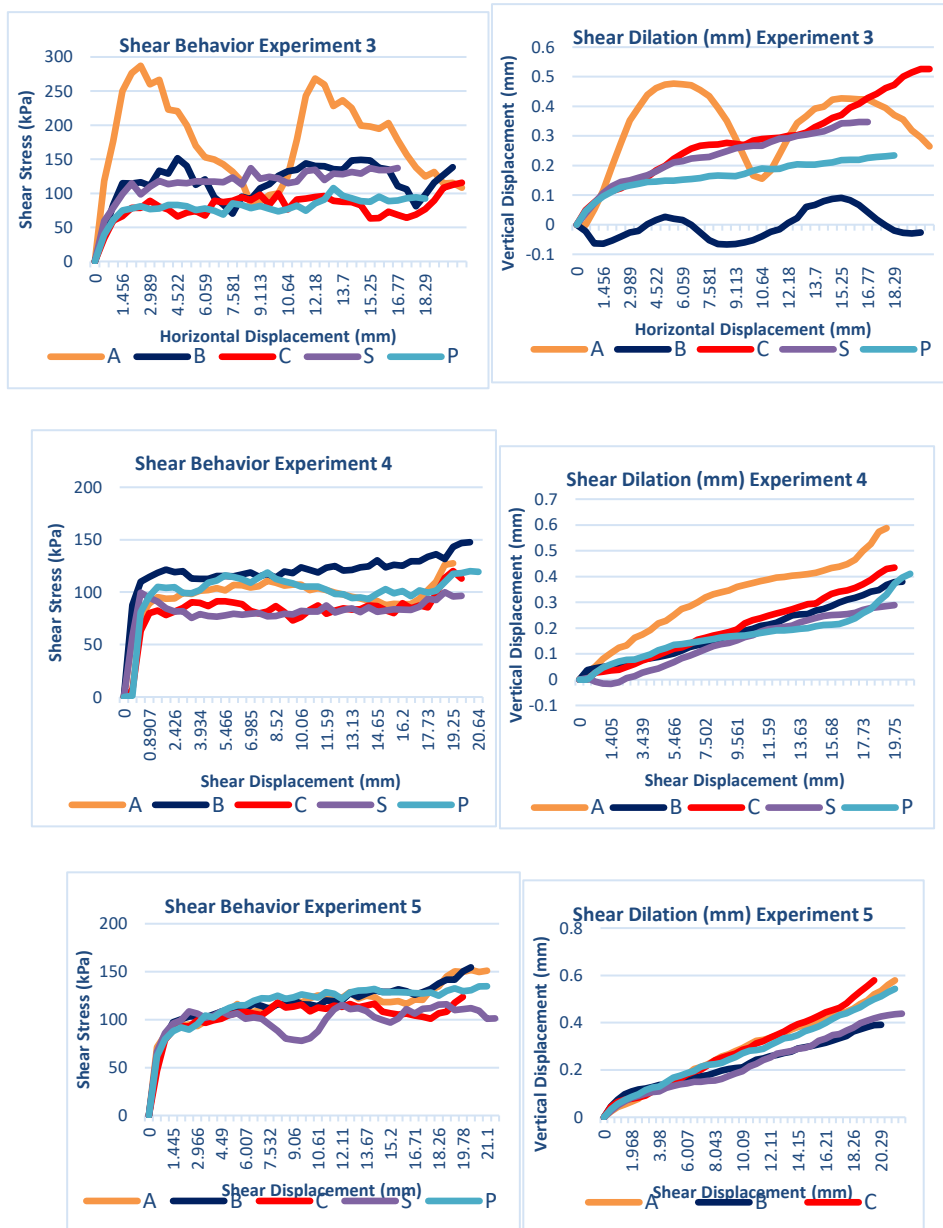 Shear Behavior Experiment 3
Shear Stress (kPa)
300
250
200
150
100
50
0
0 1.456 2.989 4.522 6.059 7.581 9.113 10.64 12.18 13.7 15.25 16.77 18.29
Horizontal Displacement (mm)
A B C S P
Shear Dilation (mm) Experiment 3
Vertical Displacement (mm)
0.6
0.5
0.4
0.3
0.2
0.1
0
-0.1
0 1.456 2.989 4.522 6.059 7.581 9.113 10.64 12.18 13.7 15.25 16.77 18.29
Horizontal Displacement (mm)
A B C S P
Shear Behavior Experiment 4
Shear Stress (kPa)
200
150
100
50
0
0 0.8907 2.426 3.934 5.466 6.985 8.52 10.06 11.59 13.13 14.65 16.2 17.73 19.25 20.64
Shear Displacement (mm)
A B C S P
Shear Dilation (mm) Experiment 4
Vertical Displacement (mm)
0.7
0.6
0.5
0.4
0.3
0.2
0.1
0
-0.1
0 1.405 3.439 5.466 7.502 9.561 11.59 13.63 15.68 17.73 19.75
Shear Displacement (mm)
A B C S P
Shear Behavior Experiment 5
Shear Stress (kPa)
200
150
100
50
0
0 1.445 2.966 4.49 6.01 7.532 9.06 10.61 12.11 13.67 15.2 16.71 18.26 19.78 21.1
Shear Displacement (mm)
A B C S P
Shear Dilation (mm) Experiment 5
Vertical Displacement (mm)
0.8
0.6
0.4
0.2
0
0 1.968 3.98 6.007 8.043 10.09 12.11 14.15 16.21 18.26 20.29
Shear Displacement (mm)
A B C